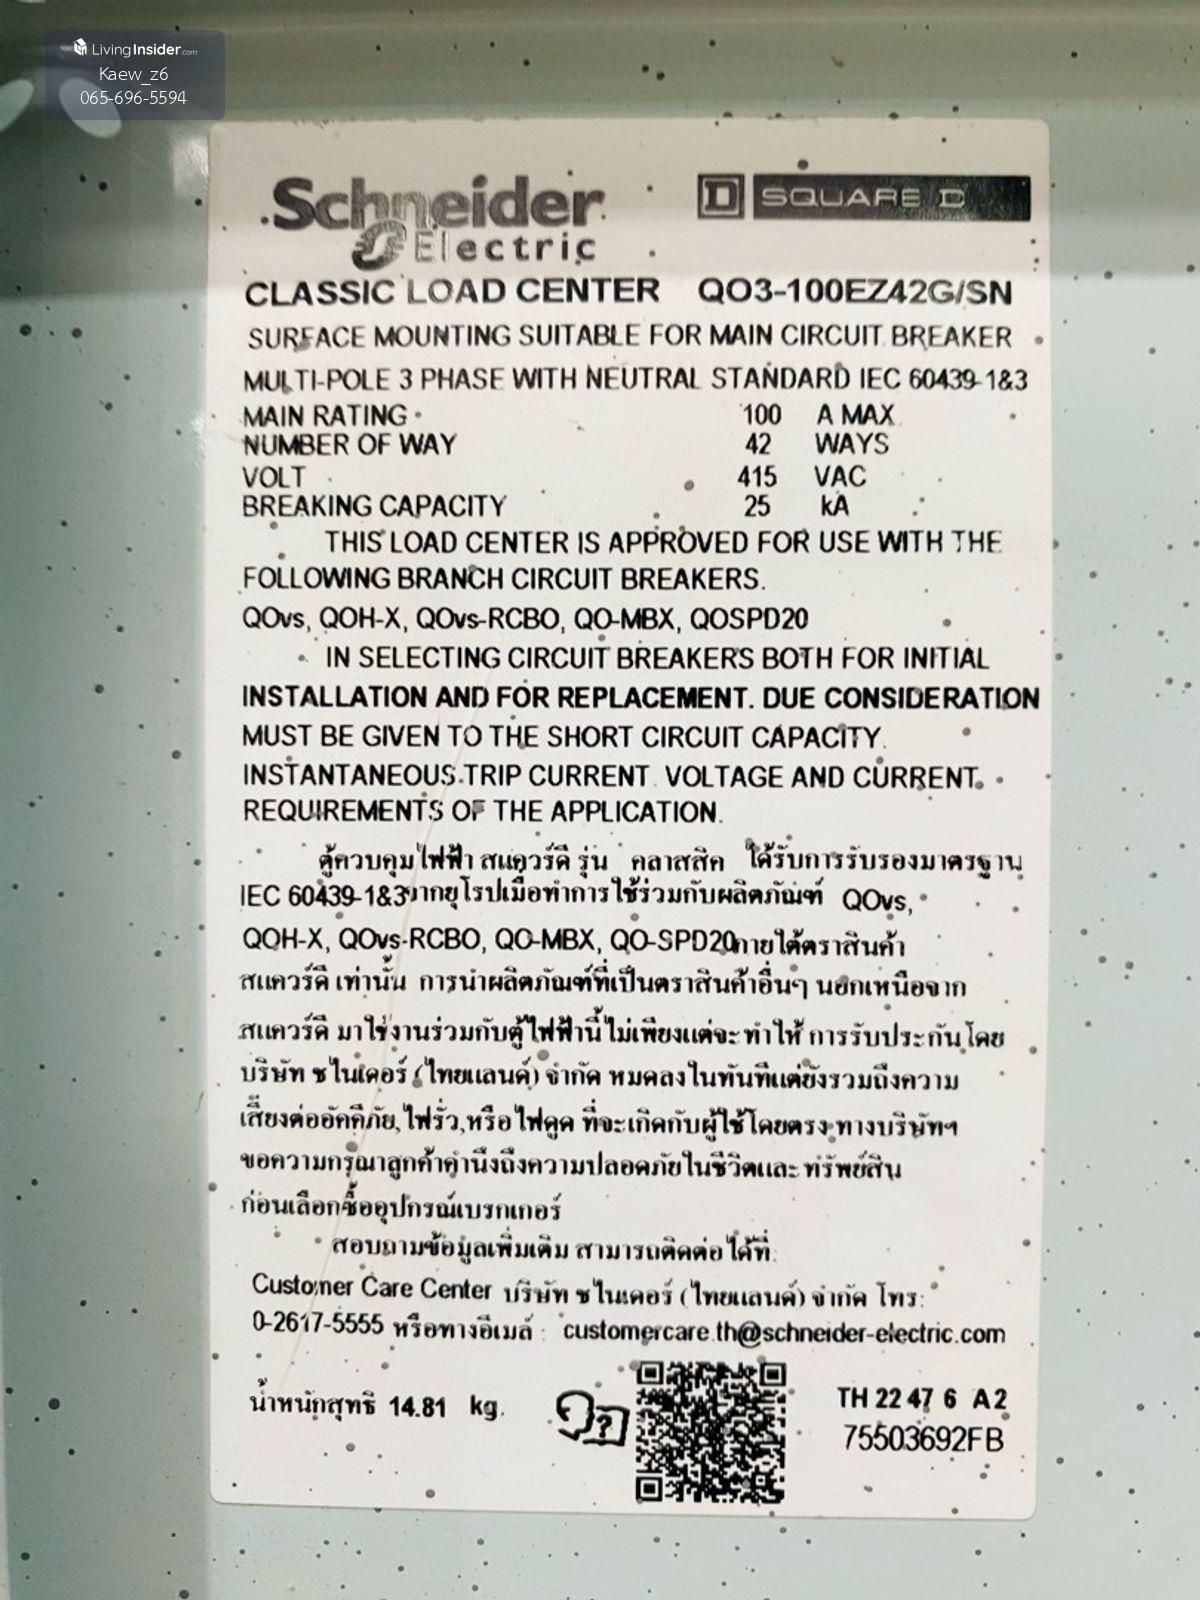 LivingInsider.com
Kaew_z6
065-696-5594
Schneider Electric
SQUARE D
CLASSIC LOAD CENTER QO3-100EZ42G/SN
SURFACE MOUNTING SUITABLE FOR MAIN CIRCUIT BREAKER
MULTI-POLE 3 PHASE WITH NEUTRAL STANDARD IEC 60439-1&3
MAIN RATING 100 A MAX
NUMBER OF WAY 42 WAYS
VOLT 415 VAC
BREAKING CAPACITY 25 kA
THIS LOAD CENTER IS APPROVED FOR USE WITH THE
FOLLOWING BRANCH CIRCUIT BREAKERS.
QOvs, QOH-X, QOvs-RCBO, QO-MBX, QOSPD20
IN SELECTING CIRCUIT BREAKERS BOTH FOR INITIAL
INSTALLATION AND FOR REPLACEMENT. DUE CONSIDERATION
MUST BE GIVEN TO THE SHORT CIRCUIT CAPACITY.
INSTANTANEOUS TRIP CURRENT VOLTAGE AND CURRENT
REQUIREMENTS OF THE APPLICATION.
ตู้ควบคุมไฟฟ้า สแควร์ดี รุ่น คลาสสิค ได้รับการรับรองมาตรฐาน
IEC 60439-1&3จากยุโรปเมื่อทำการใช้ร่วมกับผลิตภัณฑ์ QOvs,
QOH-X, QOvs-RCBO, QO-MBX, QO-SPD20ภายใต้ตราสินค้า
สแควร์ดี เท่านั้น การนำผลิตภัณฑ์ที่เป็นตราสินค้าอื่นๆ นอกเหนือจาก
สแควร์ดี มาใช้งานร่วมกับตู้ไฟฟ้านี้ ไม่เพียงแต่จะ ทำให้ การรับประกันโดย
บริษัท ชไนเดอร์ (ไทยแลนด์) จำกัด หมดลงในทันทีแต่ยังรวมถึงความ
เสี่ยงต่ออัคคีภัย,ไฟรั่ว,หรือไฟดูด ที่จะเกิดกับผู้ใช้โดยตรง ทางบริษัทฯ
ขอความกรุณาลูกค้าคำนึงถึงความปลอดภัยในชีวิตและ ทรัพย์สิน
ก่อนเลือกซื้ออุปกรณ์เบรกเกอร์
สอบถามข้อมูลเพิ่มเติม สามารถติดต่อได้ที่
Customer Care Center บริษัท ชไนเดอร์ (ไทยแลนด์) จำกัด โทร:
0-2617-5555 หรือทางอีเมล์ : customercare.th@schneider-electric.com
น้ำหนักสุทธิ 14.81 kg.
?
TH 22 47 6 A2
75503692FB